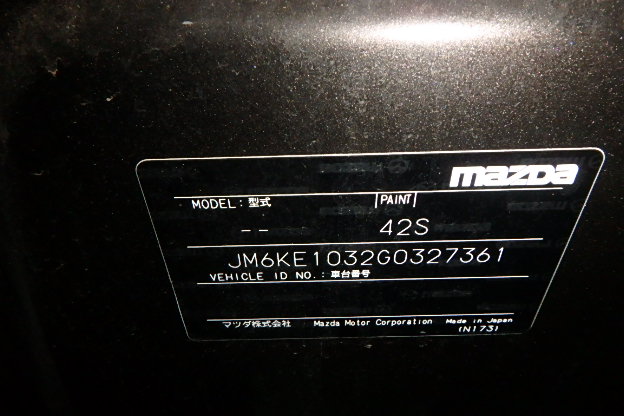 mazda
MODEL:型式 PAINT
-- 42S
JM6KE1032G0327361
VEHICLE ID NO.:車台番号
マツダ株式会社 Mazda Motor Corporation Made in Japan
(N173)